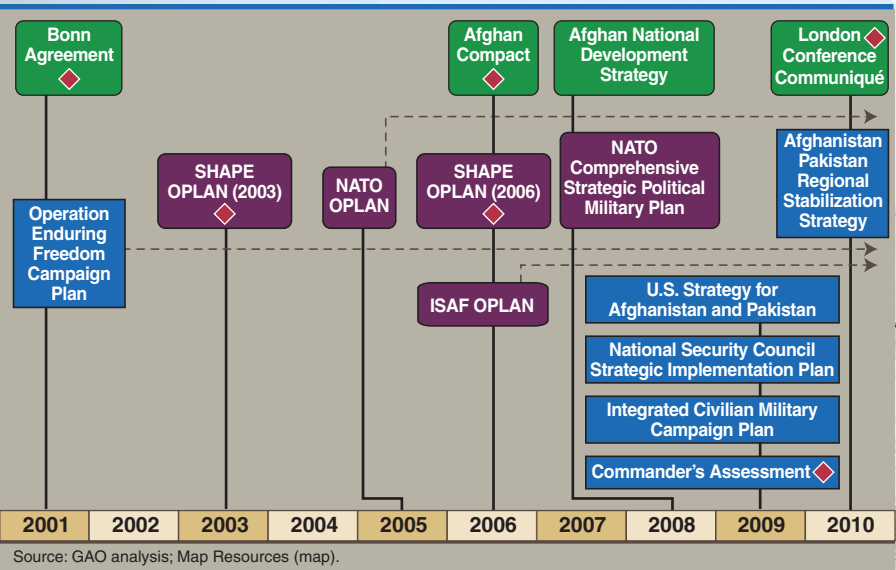 Bonn
Agreement
Afghan
Compact
Afghan National
Development
Strategy
London
Conference
Communiqué
SHAPE
OPLAN (2003)
NATO
OPLAN
SHAPE
OPLAN (2006)
NATO
Comprehensive
Strategic Political
Military Plan
Afghanistan
Pakistan
Regional
Stabilization
Strategy
Operation
Enduring
Freedom
Campaign
Plan
ISAF OPLAN
U.S. Strategy for
Afghanistan and Pakistan
National Security Council
Strategic Implementation Plan
Integrated Civilian Military
Campaign Plan
Commander's Assessment
2001 2002 2003 2004 2005 2006 2007 2008 2009 2010
Source: GAO analysis; Map Resources (map).